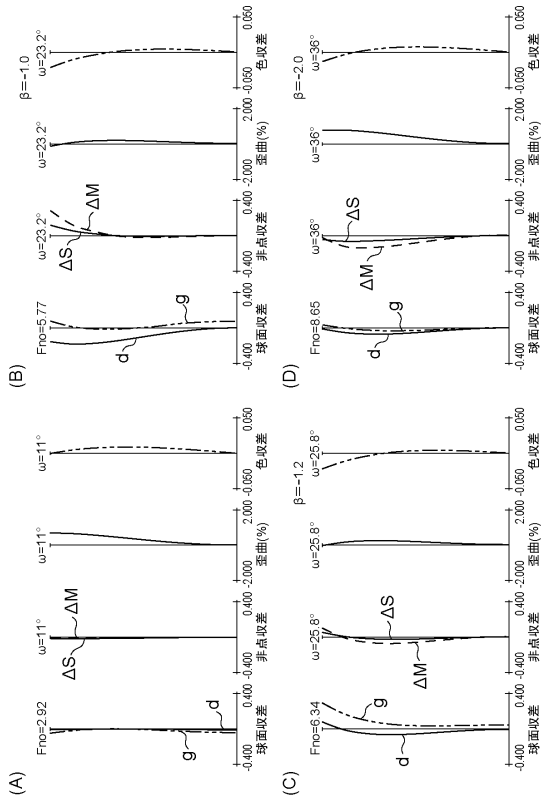 (A)
Fno=2.92
ω=11°
ω=11°
ω=11°
g
d
ΔS
ΔM
-0.400 0.400
球面収差
-0.400 0.400
非点収差
-2.000 2.000
歪曲(%)
-0.050 0.050
色収差
(B)
β=-1.0
Fno=5.77
ω=23.2°
ω=23.2°
ω=23.2°
d
g
ΔS
ΔM
-0.400 0.400
球面収差
-0.400 0.400
非点収差
-2.000 2.000
歪曲(%)
-0.050 0.050
色収差
(C)
β=-1.2
Fno=6.34
ω=25.8°
ω=25.8°
ω=25.8°
d
g
ΔM
ΔS
-0.400 0.400
球面収差
-0.400 0.400
非点収差
-2.000 2.000
歪曲(%)
-0.050 0.050
色収差
(D)
β=-2.0
Fno=8.65
ω=36°
ω=36°
ω=36°
d
g
ΔM
ΔS
-0.400 0.400
球面収差
-0.400 0.400
非点収差
-2.000 2.000
歪曲(%)
-0.050 0.050
色収差